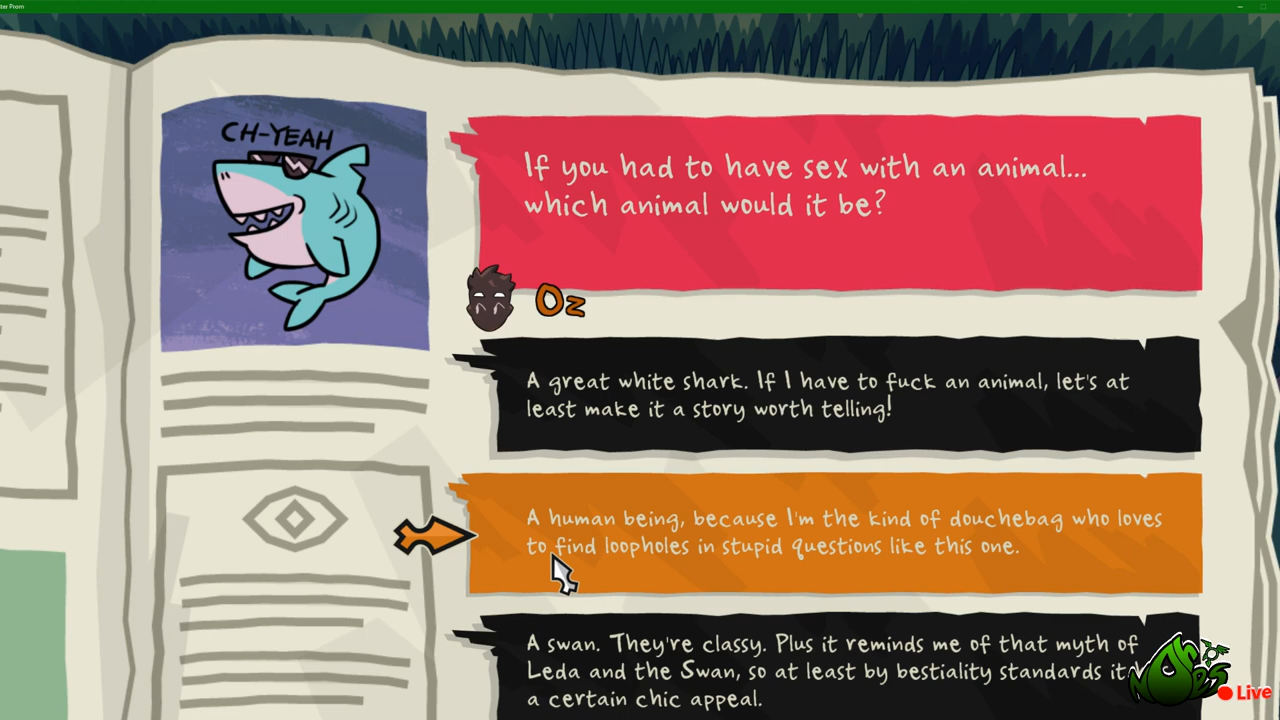 ter Prom
CH-YEAH
If you had to have sex with an animal...
which animal would it be?
Oz
A great white shark. If I have to fuck an animal, let's at
least make it a story worth telling!
A human being, because I'm the kind of douchebag who loves
to find loopholes in stupid questions like this one.
A swan. They're classy. Plus it reminds me of that myth of
Leda and the Swan, so at least by bestiality standards it
a certain chic appeal.
Live